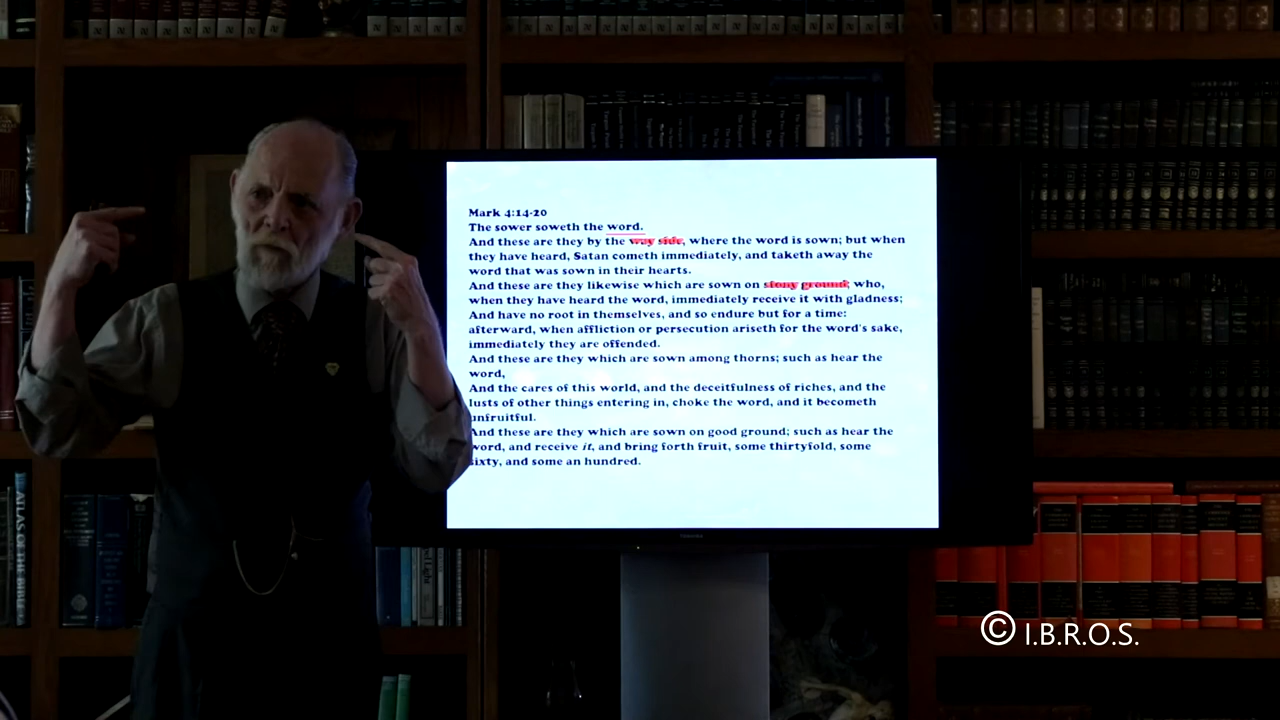 Mark 4:14-20
The sower soweth the word.
And these are they by the way side, where the word is sown; but when
they have heard, Satan cometh immediately, and taketh away the
word that was sown in their hearts.
And these are they likewise which are sown on stony ground; who,
when they have heard the word, immediately receive it with gladness;
And have no root in themselves, and so endure but for a time:
afterward, when affliction or persecution ariseth for the word's sake,
immediately they are offended.
And these are they which are sown among thorns; such as hear the
word,
And the cares of this world, and the deceitfulness of riches, and the
lusts of other things entering in, choke the word, and it becometh
unfruitful.
And these are they which are sown on good ground; such as hear the
word, and receive it, and bring forth fruit, some thirtyfold, some
sixty, and some an hundred.
ATLAS OF THE BIBLE
© I.B.R.O.S.